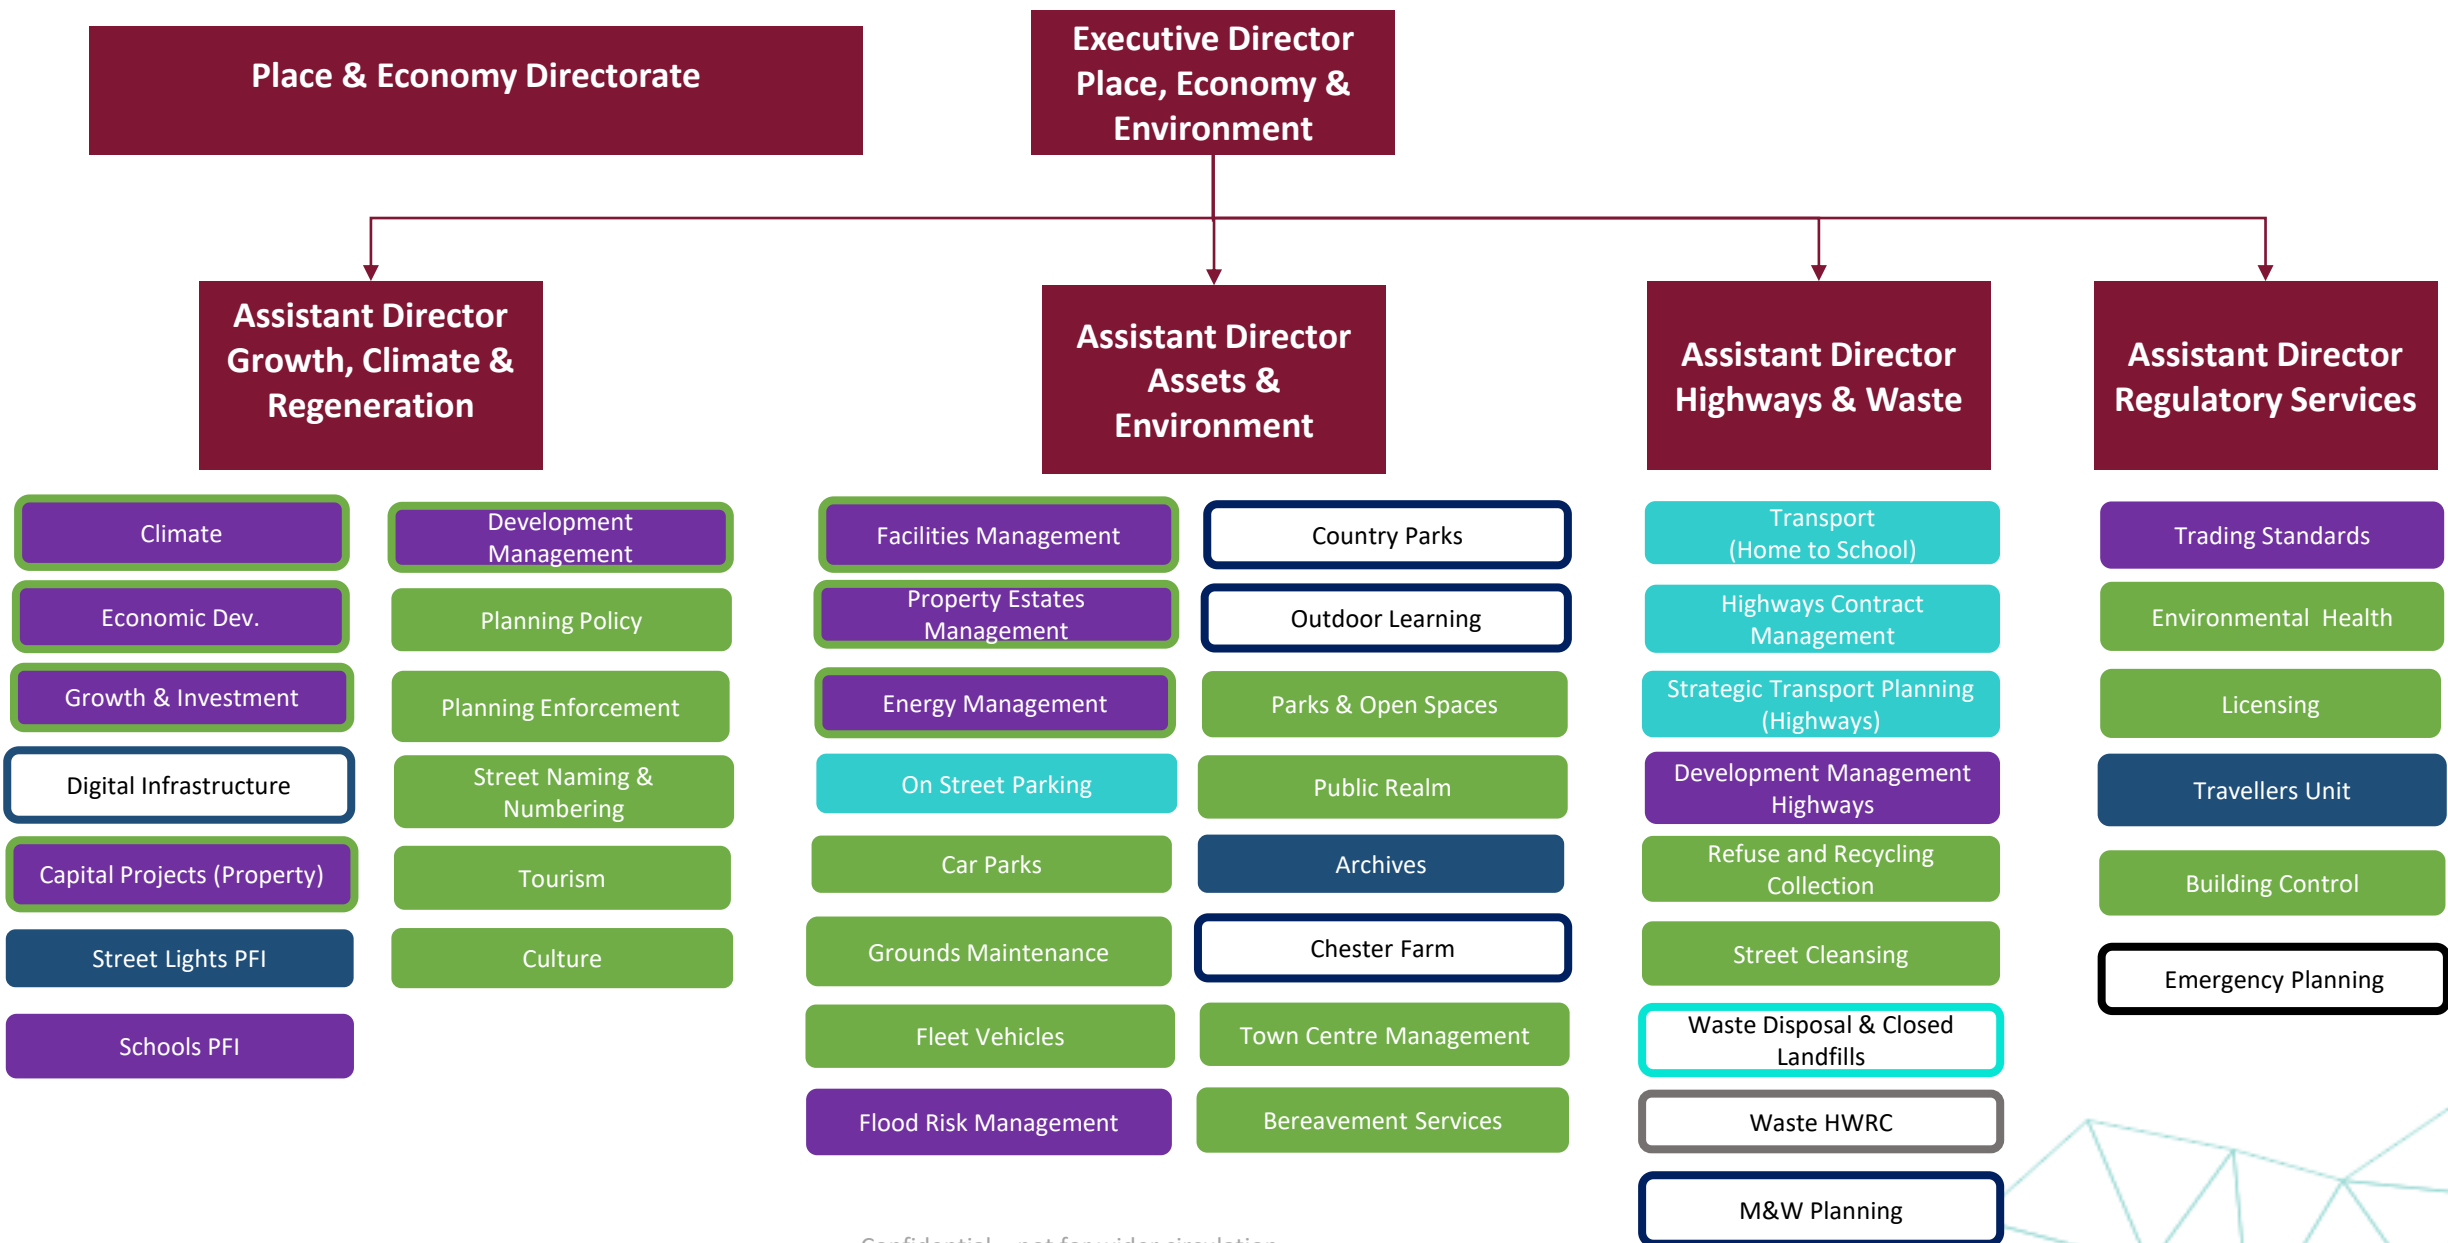 Place & Economy Directorate
Executive Director
Place, Economy &
Environment
Assistant Director
Growth, Climate &
Regeneration
Assistant Director
Assets &
Environment
Assistant Director
Highways & Waste
Assistant Director
Regulatory Services
Climate
Economic Dev.
Growth & Investment
Digital Infrastructure
Capital Projects (Property)
Street Lights PFI
Schools PFI
Development
Management
Planning Policy
Planning Enforcement
Street Naming &
Numbering
Tourism
Culture
Facilities Management
Property Estates
Management
Energy Management
On Street Parking
Car Parks
Grounds Maintenance
Fleet Vehicles
Flood Risk Management
Country Parks
Outdoor Learning
Parks & Open Spaces
Public Realm
Archives
Chester Farm
Town Centre Management
Bereavement Services
Transport
(Home to School)
Highways Contract
Management
Strategic Transport Planning
(Highways)
Development Management
Highways
Refuse and Recycling
Collection
Street Cleansing
Waste Disposal & Closed
Landfills
Waste HWRC
M&W Planning
Trading Standards
Environmental  Health
Licensing
Travellers Unit
Building Control
Emergency Planning
Confidential - not for wider circulation